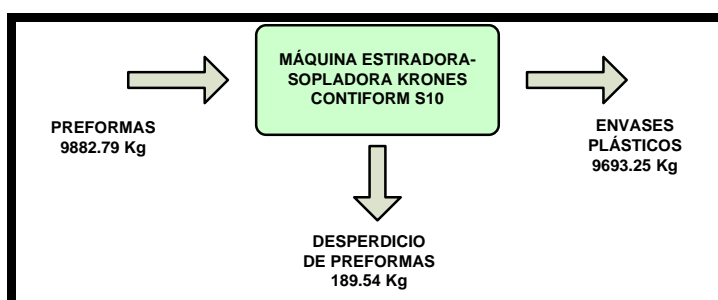 MÁQUINA ESTIRADORA-
SOPLADORA KRONES
CONTIFORM S10
PREFORMAS
9882.79 Kg
ENVASES
PLÁSTICOS
9693.25 Kg
DESPERDICIO
DE PREFORMAS
189.54 Kg